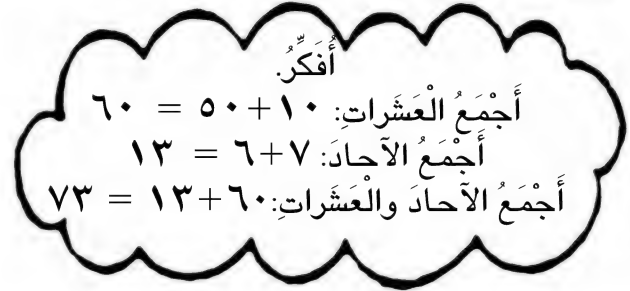 أُفَكِّرُ.
أَجْمَعُ الْعَشَراتِ: ١٠+٥٠ = ٦٠
أَجْمَعُ الآحادَ: ٧+٦ = ١٣
أَجْمَعُ الآحادَ والْعَشَراتِ: ٦٠+١٣ = ٧٣